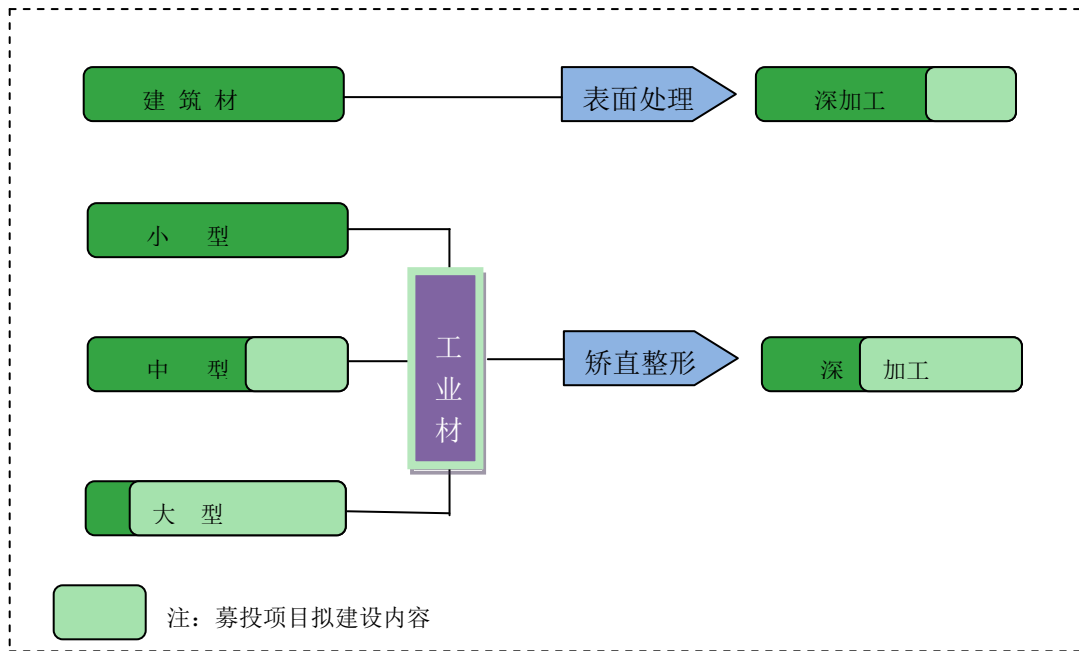 建 筑 材
表面处理
深加工
小 型
中 型
大 型
工
业
材
矫直整形
深 加工
注：募投项目拟建设内容